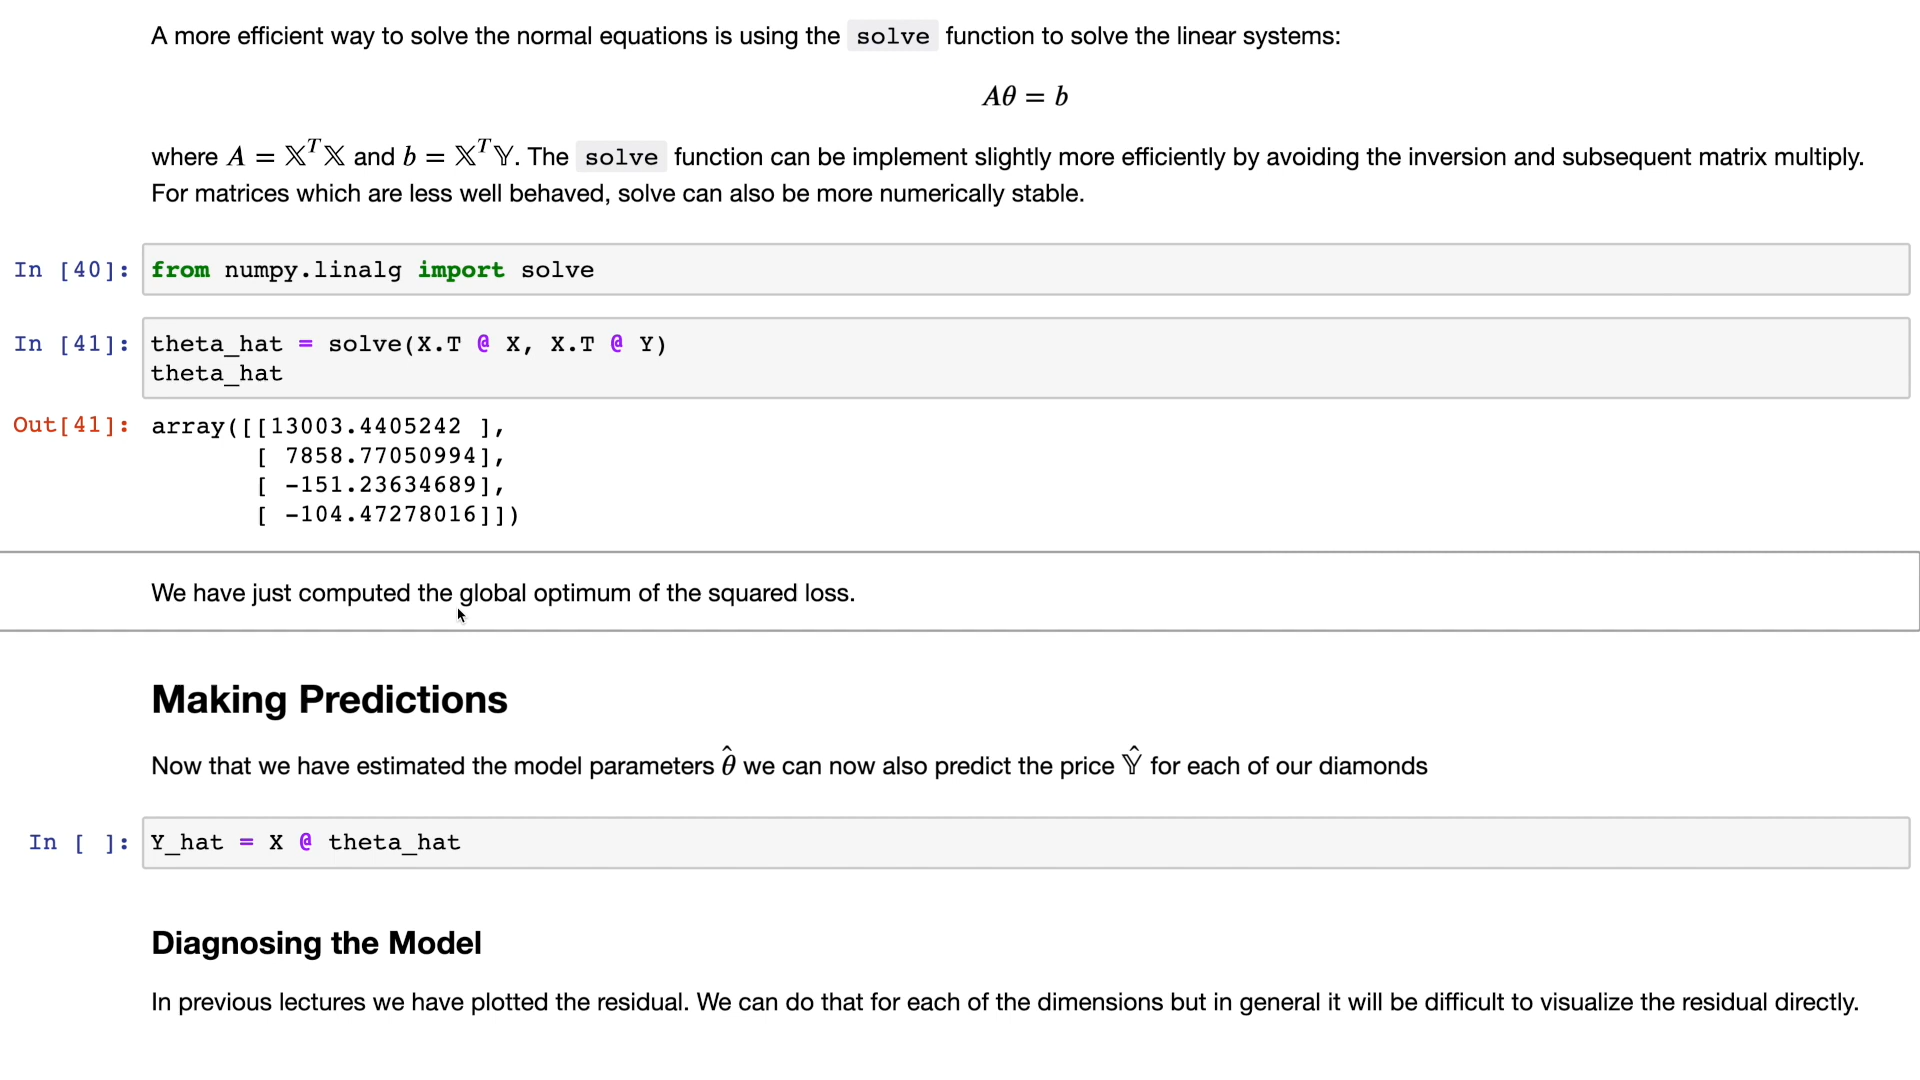 A more efficient way to solve the normal equations is using the solve function to solve the linear systems:
Aθ = b
where A = 𝕏ᵀ𝕏 and b = 𝕏ᵀ𝕐. The solve function can be implement slightly more efficiently by avoiding the inversion and subsequent matrix multiply.
For matrices which are less well behaved, solve can also be more numerically stable.
In [40]: from numpy.linalg import solve
In [41]: theta_hat = solve(X.T @ X, X.T @ Y)
theta_hat
Out[41]: array([[13003.4405242 ],
[ 7858.77050994],
[ -151.23634689],
[ -104.47278016]])
We have just computed the global optimum of the squared loss.
Making Predictions
Now that we have estimated the model parameters θ̂ we can now also predict the price 𝕐̂ for each of our diamonds
In [ ]: Y_hat = X @ theta_hat
Diagnosing the Model
In previous lectures we have plotted the residual. We can do that for each of the dimensions but in general it will be difficult to visualize the residual directly.